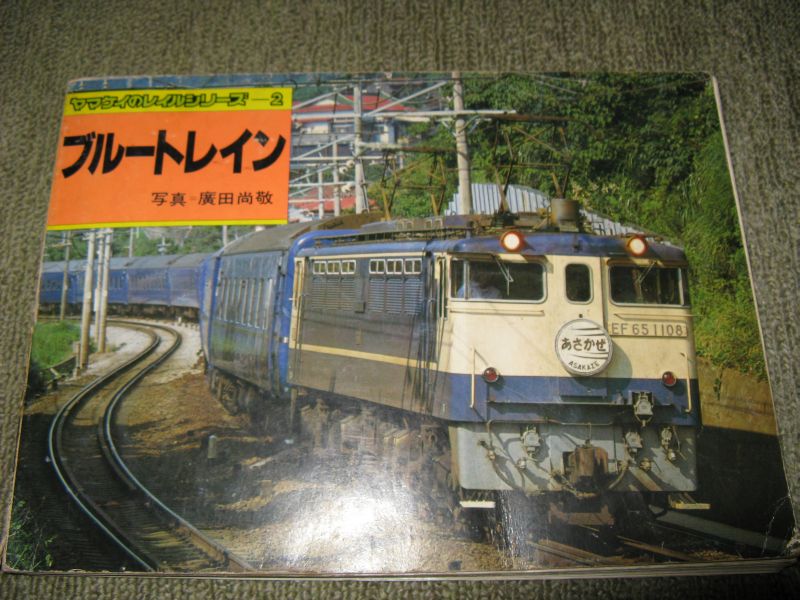 ヤマケイのレイルシリーズ—2
ブルートレイン
写真=廣田尚敬
EF65 1108
あさかぜ
ASAKAZE